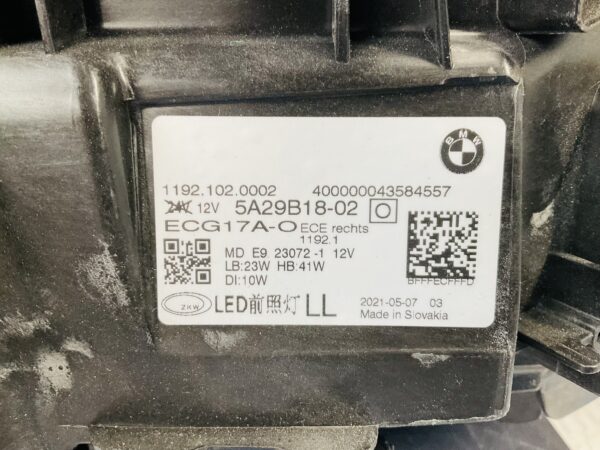 BMW
1192.102.0002 400000043584557
24V 12V 5A29B18-02
ECG17A-O ECE rechts
1192.1
MD E9 23072-1 12V
LB:23W HB:41W
DI:10W
BFFFECFFFD
ZKW LED前照灯 LL
2021-05-07 03
Made in Slovakia